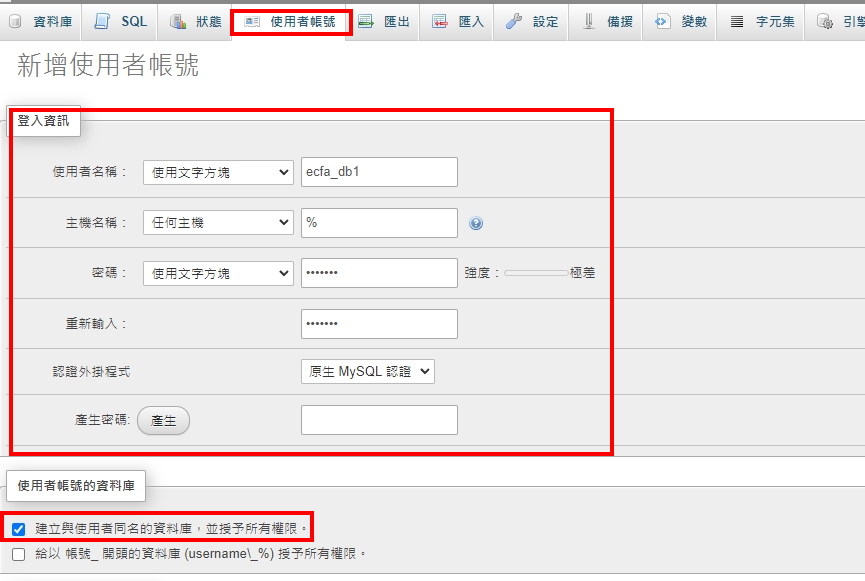 資料庫 SQL 狀態 使用者帳號 匯出 匯入 設定 備援 變數 字元集 引擎
新增使用者帳號
登入資訊
使用者名稱： 使用文字方塊 ecfa_db1
主機名稱： 任何主機 %
密碼： 使用文字方塊 ••••••• 強度： 極差
重新輸入： •••••••
認證外掛程式 原生 MySQL 認證
產生密碼: 產生
使用者帳號的資料庫
建立與使用者同名的資料庫，並授予所有權限。
給以 帳號_ 開頭的資料庫 (username\_%) 授予所有權限。